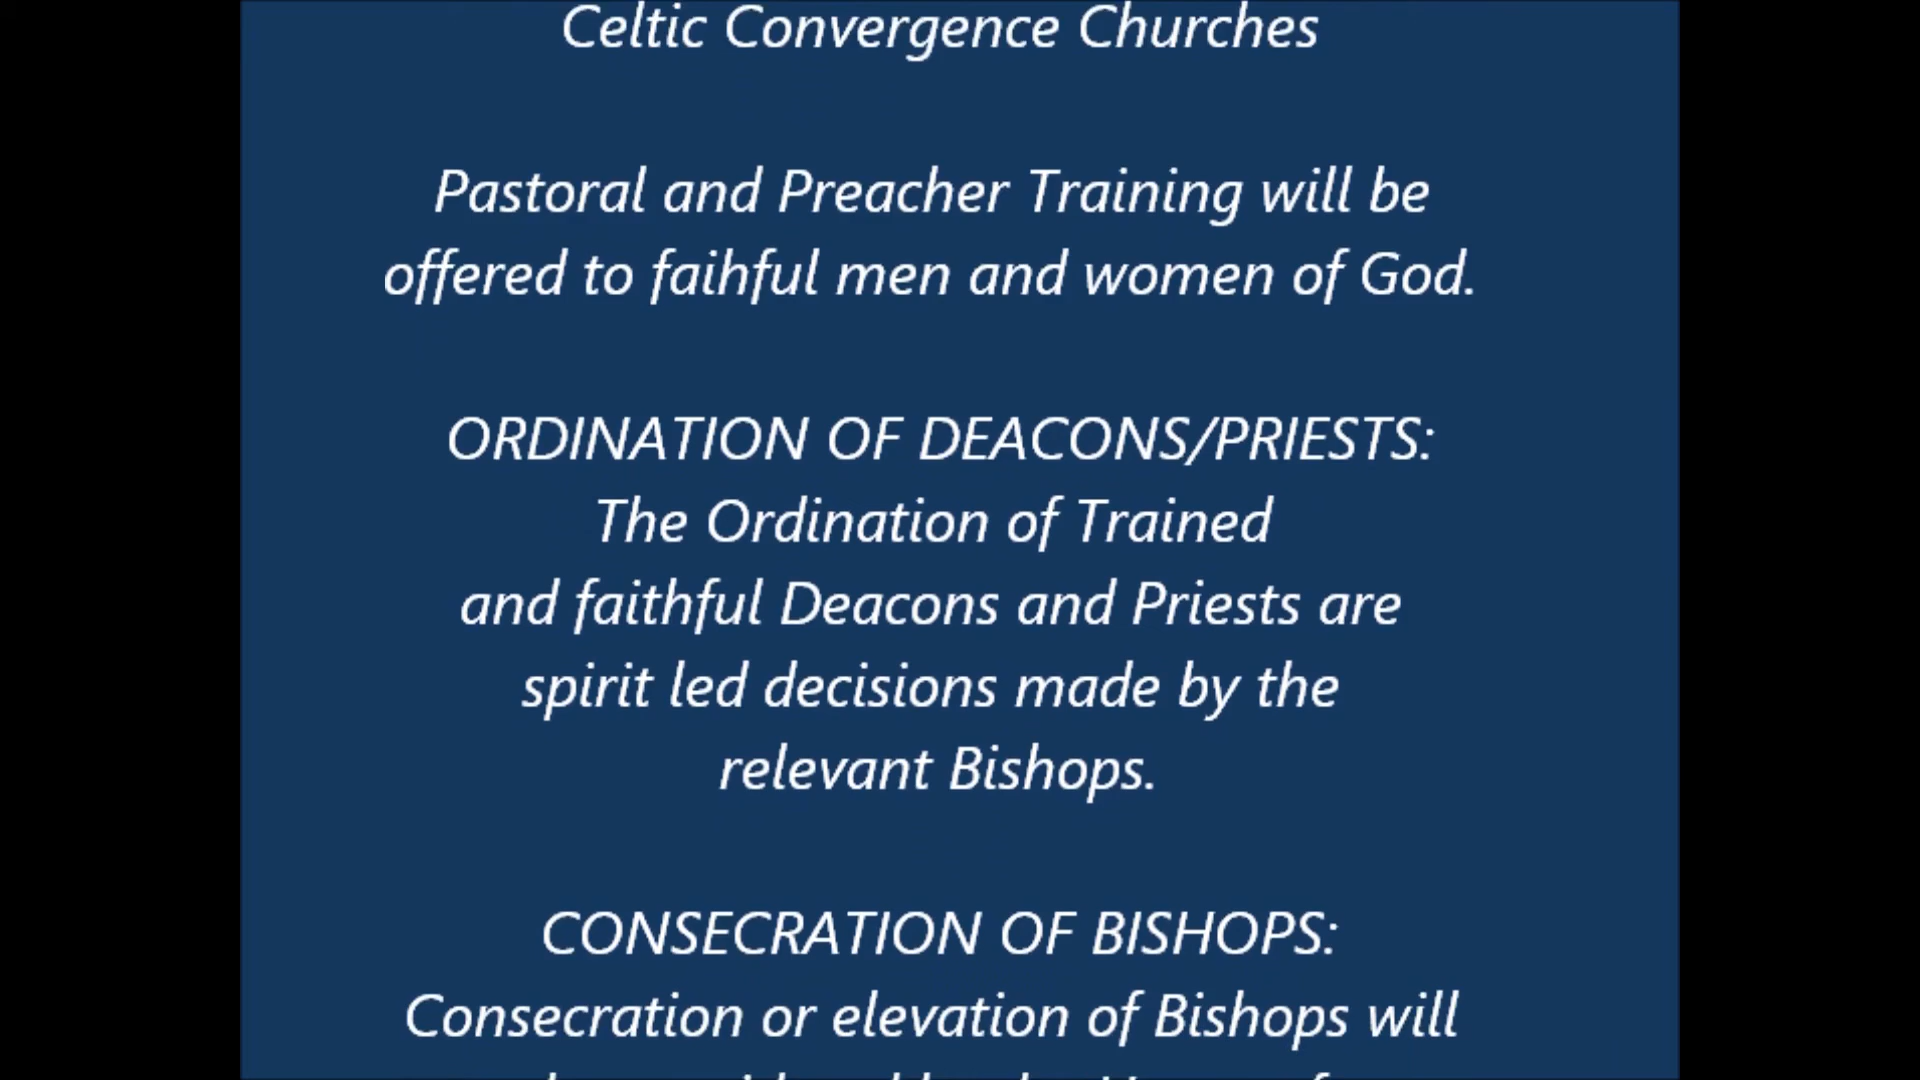 Celtic Convergence Churches
Pastoral and Preacher Training will be
offered to faihful men and women of God.
ORDINATION OF DEACONS/PRIESTS:
The Ordination of Trained
and faithful Deacons and Priests are
spirit led decisions made by the
relevant Bishops.
CONSECRATION OF BISHOPS:
Consecration or elevation of Bishops will